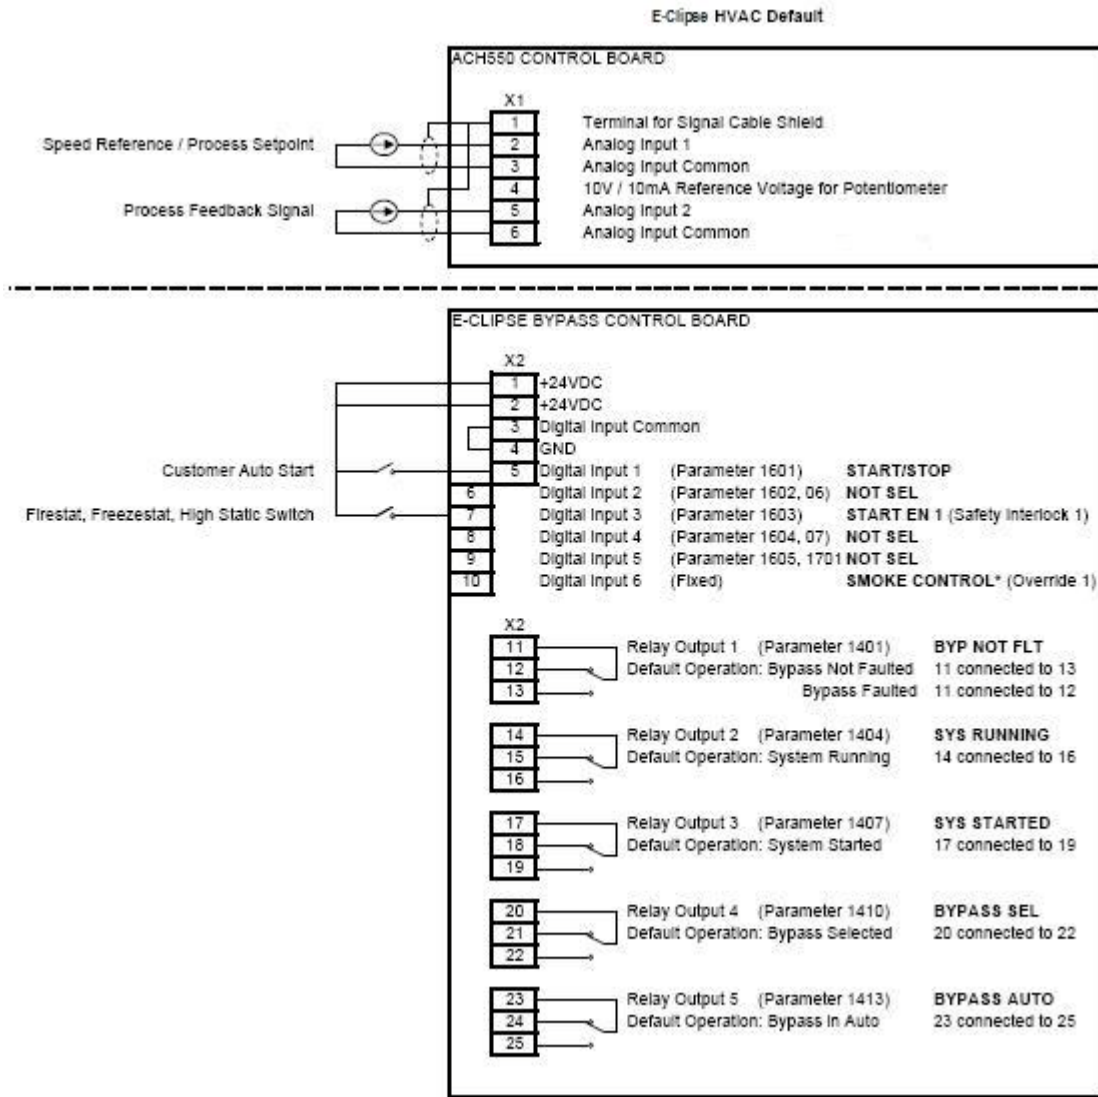 E-Clipse HVAC Default
ACH550 CONTROL BOARD
X1
1 Terminal for Signal Cable Shield
Speed Reference / Process Setpoint 2 Analog Input 1
3 Analog Input Common
4 10V / 10mA Reference Voltage for Potentiometer
Process Feedback Signal 5 Analog Input 2
6 Analog Input Common
E-CLIPSE BYPASS CONTROL BOARD
X2
1 +24VDC
2 +24VDC
3 Digital Input Common
4 GND
Customer Auto Start 5 Digital Input 1 (Parameter 1601) START/STOP
6 Digital Input 2 (Parameter 1602, 06) NOT SEL
Firestat, Freezestat, High Static Switch 7 Digital Input 3 (Parameter 1603) START EN 1 (Safety Interlock 1)
8 Digital Input 4 (Parameter 1604, 07) NOT SEL
9 Digital Input 5 (Parameter 1605, 1701 NOT SEL
10 Digital Input 6 (Fixed) SMOKE CONTROL* (Override 1)
X2
11 Relay Output 1 (Parameter 1401) BYP NOT FLT
12 Default Operation: Bypass Not Faulted 11 connected to 13
13 Bypass Faulted 11 connected to 12
14 Relay Output 2 (Parameter 1404) SYS RUNNING
15 Default Operation: System Running 14 connected to 16
16
17 Relay Output 3 (Parameter 1407) SYS STARTED
18 Default Operation: System Started 17 connected to 19
19
20 Relay Output 4 (Parameter 1410) BYPASS SEL
21 Default Operation: Bypass Selected 20 connected to 22
22
23 Relay Output 5 (Parameter 1413) BYPASS AUTO
24 Default Operation: Bypass in Auto 23 connected to 25
25